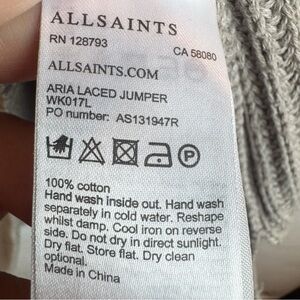 ALLSAINTS
RN 128793
CA 58080
ALLSAINTS.COM
ARIA LACED JUMPER
WK017L
PO number: AS131947R
P
100% cotton
Hand wash inside out. Hand wash
separately in cold water. Reshape
whilst damp. Cool iron on reverse
side. Do not dry in direct sunlight.
Dry flat. Store flat. Dry clean
optional.
Made in China